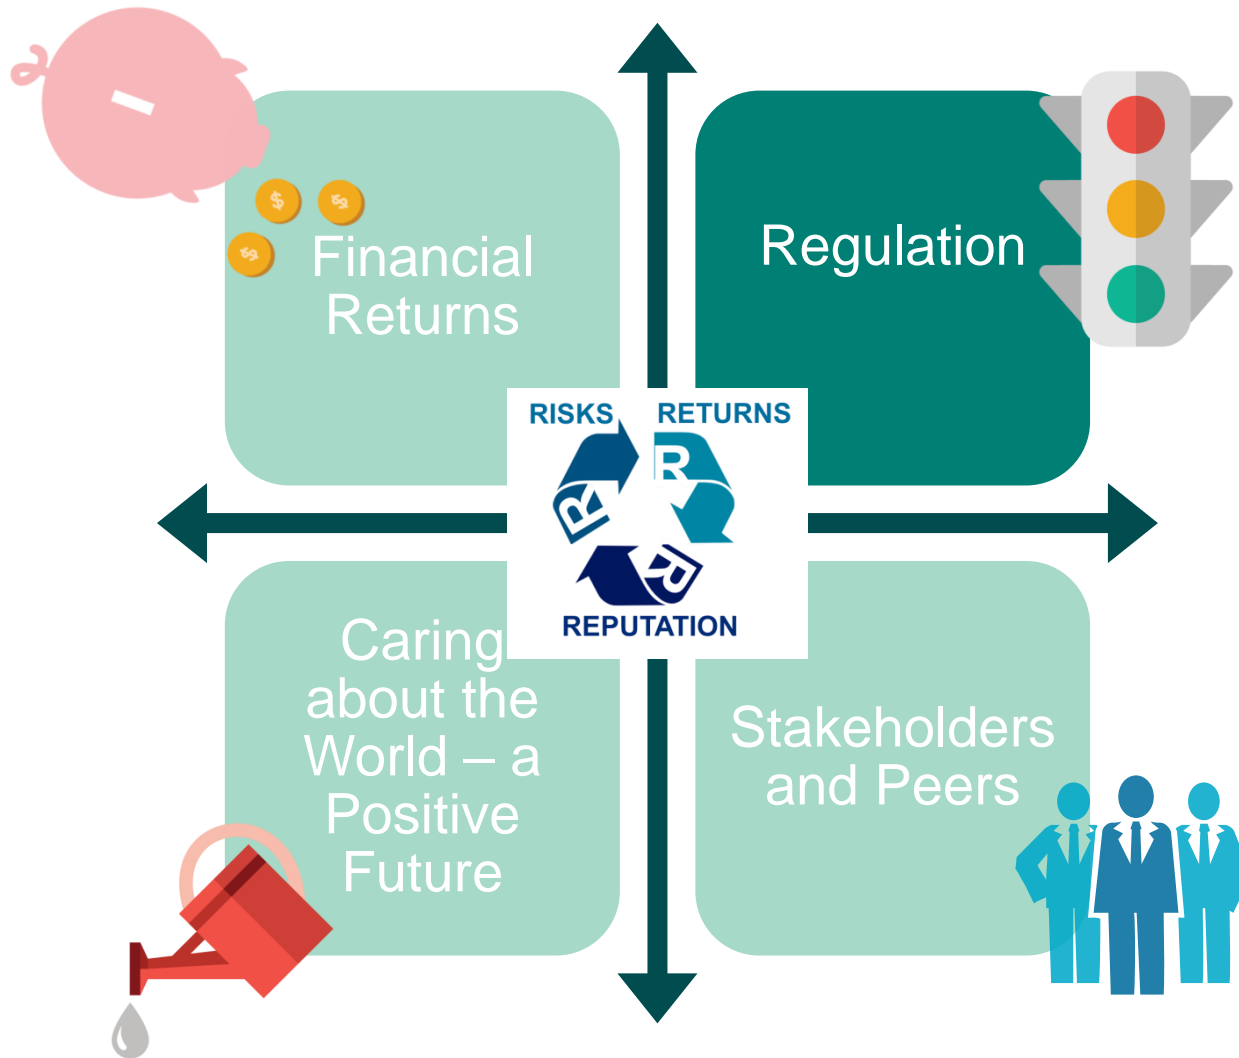 Financial
Returns
Regulation
RISKS RETURNS
R
R
R
REPUTATION
Caring
about the
World – a
Positive
Future
Stakeholders
and Peers
$
$
$